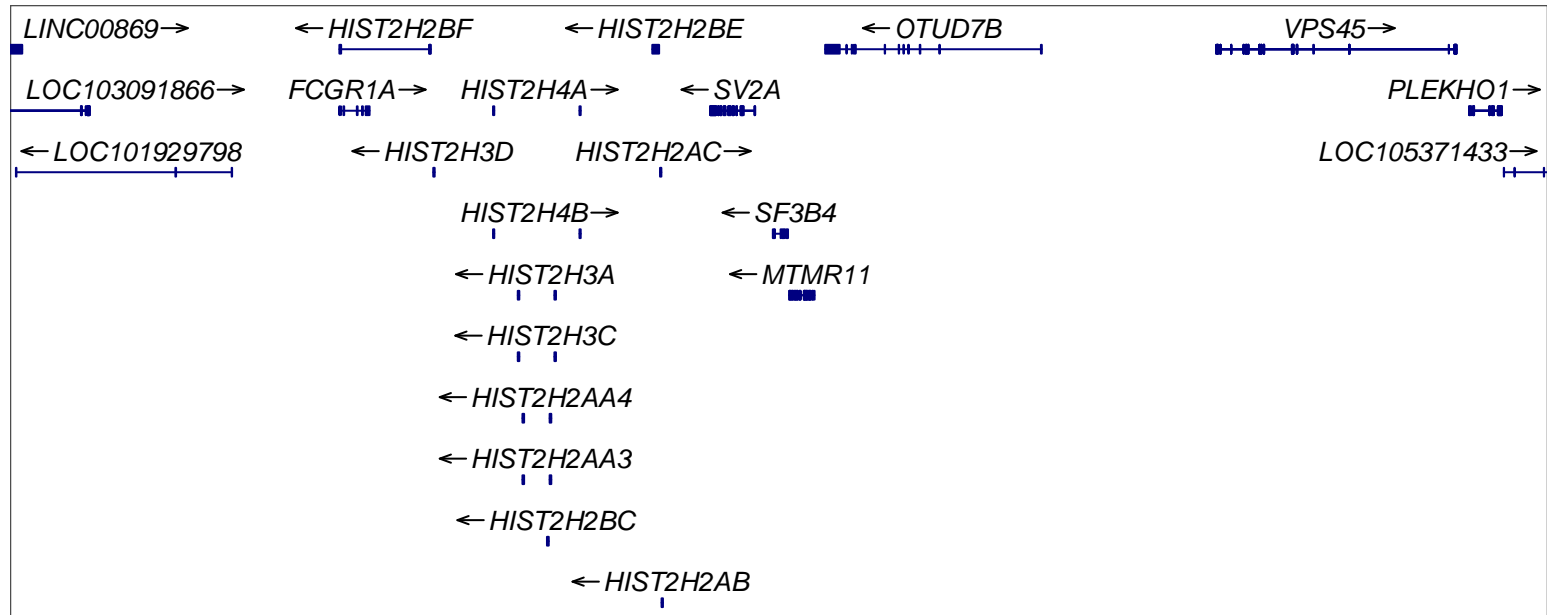 LINC00869→ ←HIST2H2BF ←HIST2H2BE ←OTUD7B VPS45→
LOC103091866→ FCGR1A→ HIST2H4A→ ←SV2A PLEKHO1→
←LOC101929798 ←HIST2H3D HIST2H2AC→ LOC105371433→
HIST2H4B→ ←SF3B4
←HIST2H3A ←MTMR11
←HIST2H3C
←HIST2H2AA4
←HIST2H2AA3
←HIST2H2BC
←HIST2H2AB